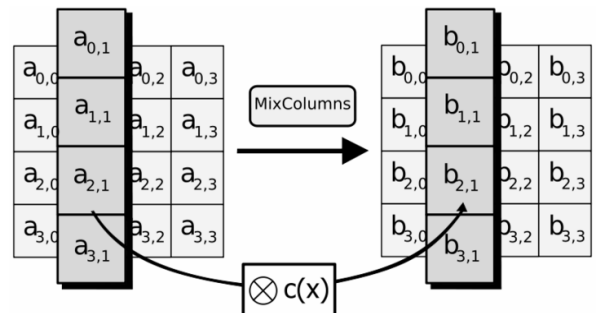 a0,1 b0,1
a0,0 a0,2 a0,3 b0,0 b0,2 b0,3
MixColumns
a1,1 b1,1
a1,0 a1,2 a1,3 b1,0 b1,2 b1,3
a2,0 a2,1 a2,2 a2,3 b2,0 b2,1 b2,2 b2,3
a3,0 a3,2 a3,3 b3,0 b3,2 b3,3
a3,1 b3,1
⊗ c(x)